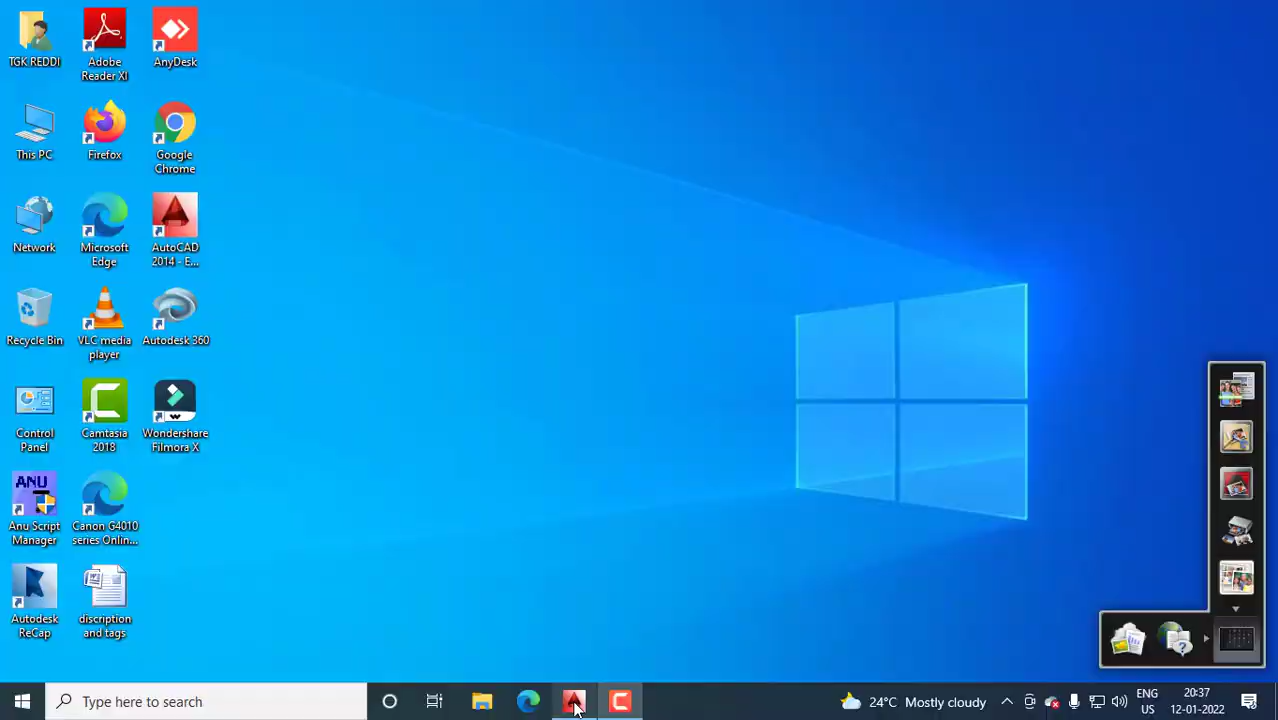 TGK REDDI
Adobe
Reader XI
AnyDesk
This PC
Firefox
Google
Chrome
Network
Microsoft
Edge
AutoCAD
2014 - E...
Recycle Bin
VLC media
player
Autodesk 360
Control
Panel
Camtasia
2018
Wondershare
Filmora X
ANU
Anu Script
Manager
Canon G4010
series Onlin...
Autodesk
ReCap
discription
and tags
Type here to search
24°C Mostly cloudy
ENG
US
20:37
12-01-2022